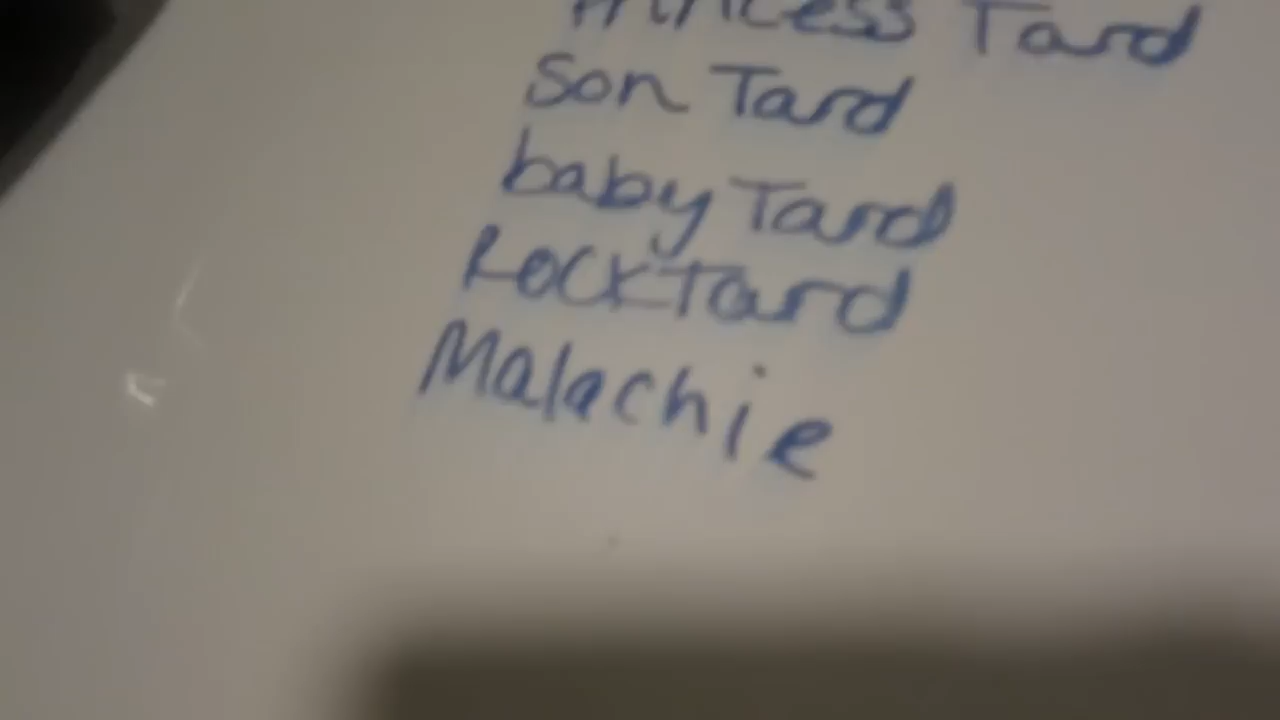 Princess Tard
Son Tard
baby Tard
RockTard
Malachie